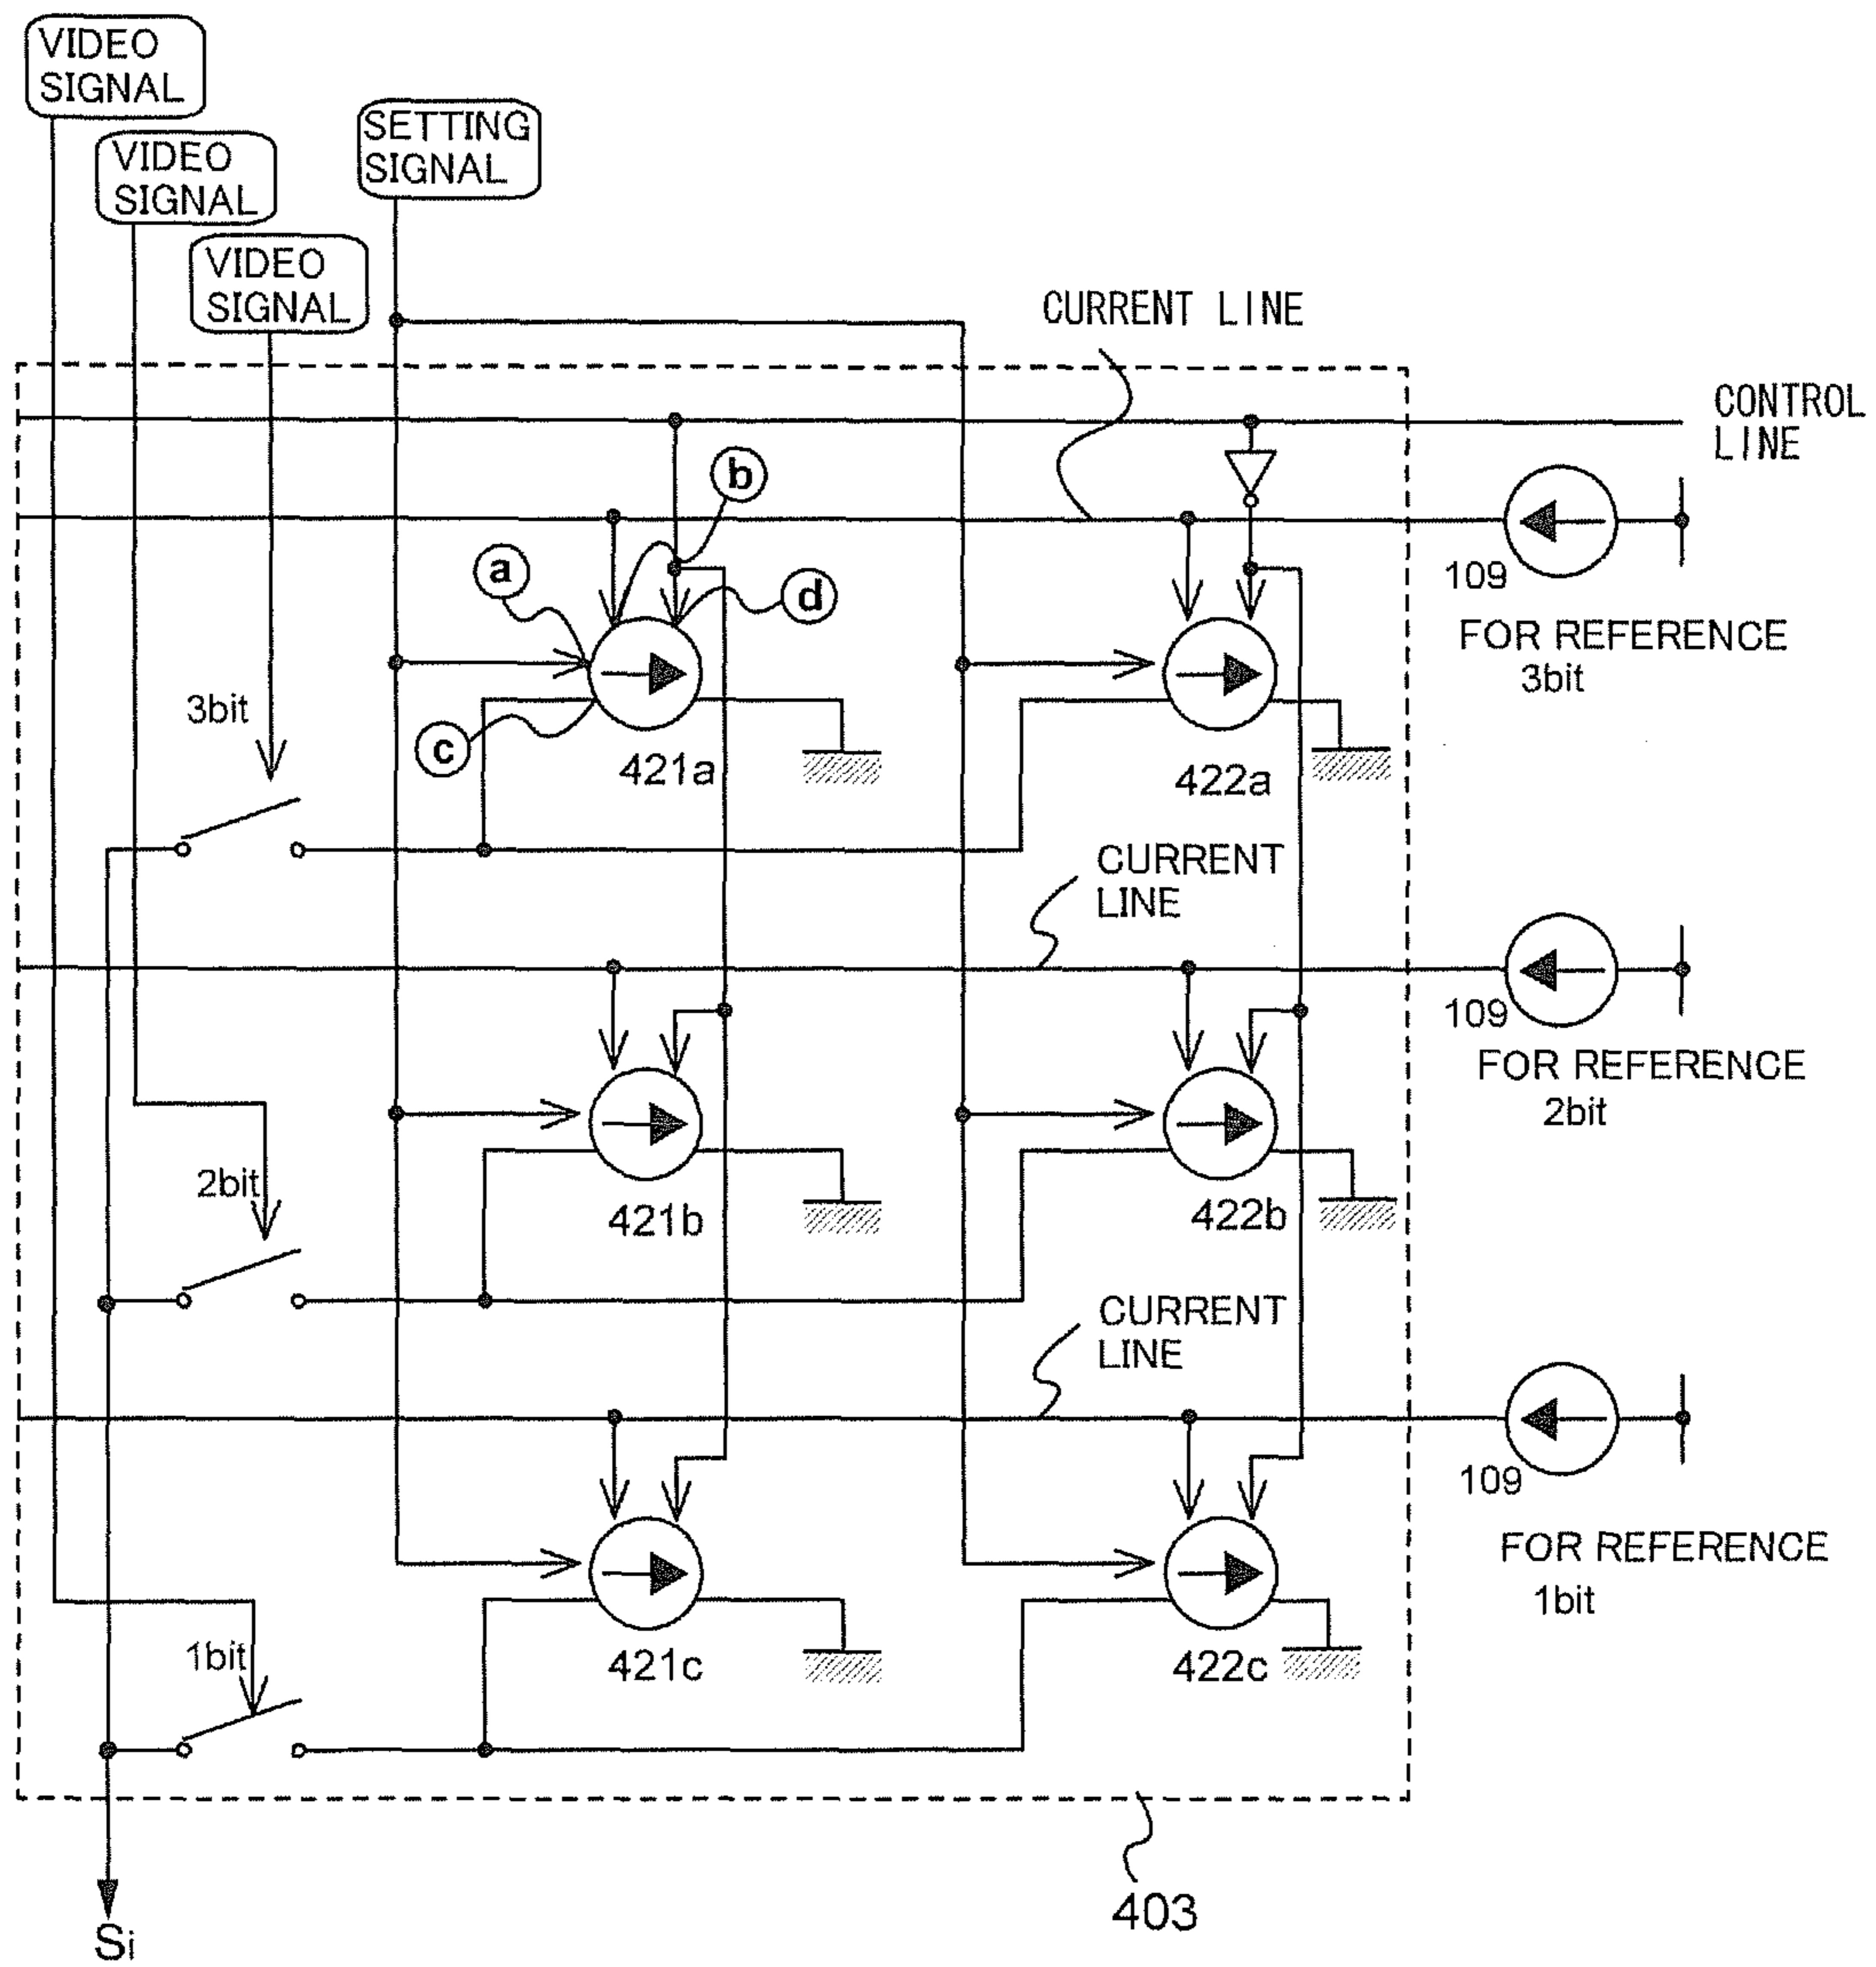 VIDEO
SIGNAL
VIDEO
SIGNAL
VIDEO
SIGNAL
SETTING
SIGNAL
CURRENT LINE
CONTROL
LINE
b
a
d
c
109
FOR REFERENCE
3bit
3bit
421a
422a
CURRENT
LINE
109
FOR REFERENCE
2bit
2bit
421b
422b
CURRENT
LINE
109
FOR REFERENCE
1bit
1bit
421c
422c
403
Si